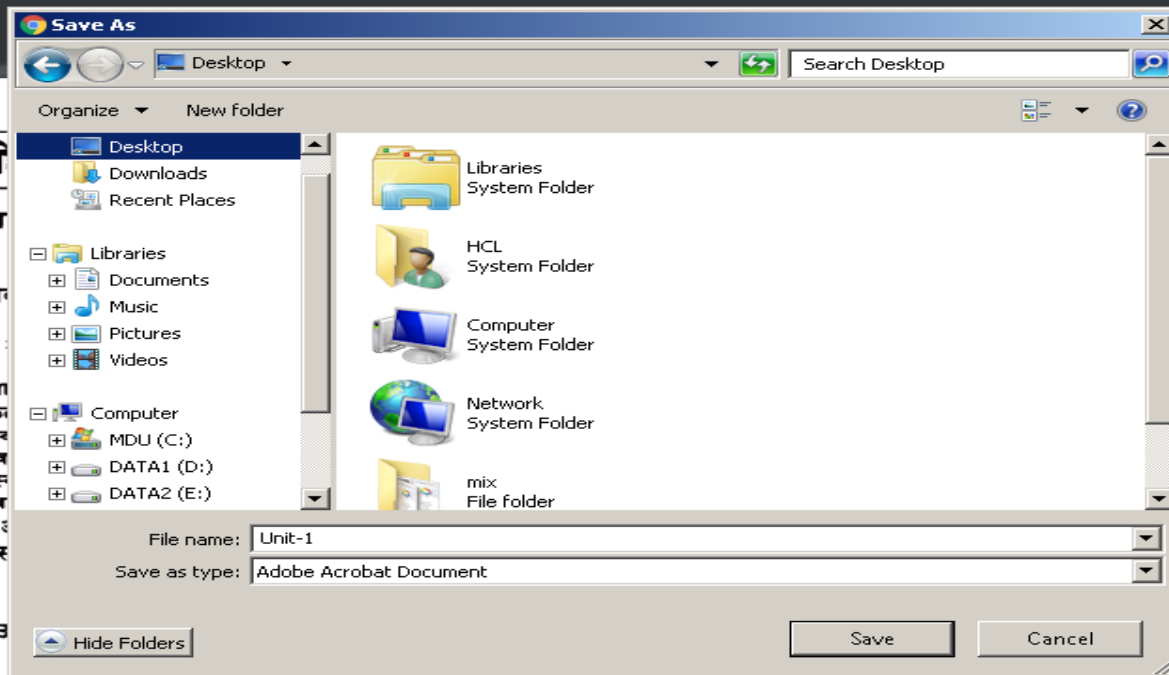 Save As
Desktop
Search Desktop
Organize
New folder
Desktop
Downloads
Recent Places
Libraries
Documents
Music
Pictures
Videos
Computer
MDU (C:)
DATA1 (D:)
DATA2 (E:)
Libraries
System Folder
HCL
System Folder
Computer
System Folder
Network
System Folder
mix
File folder
File name: Unit-1
Save as type: Adobe Acrobat Document
Hide Folders
Save
Cancel